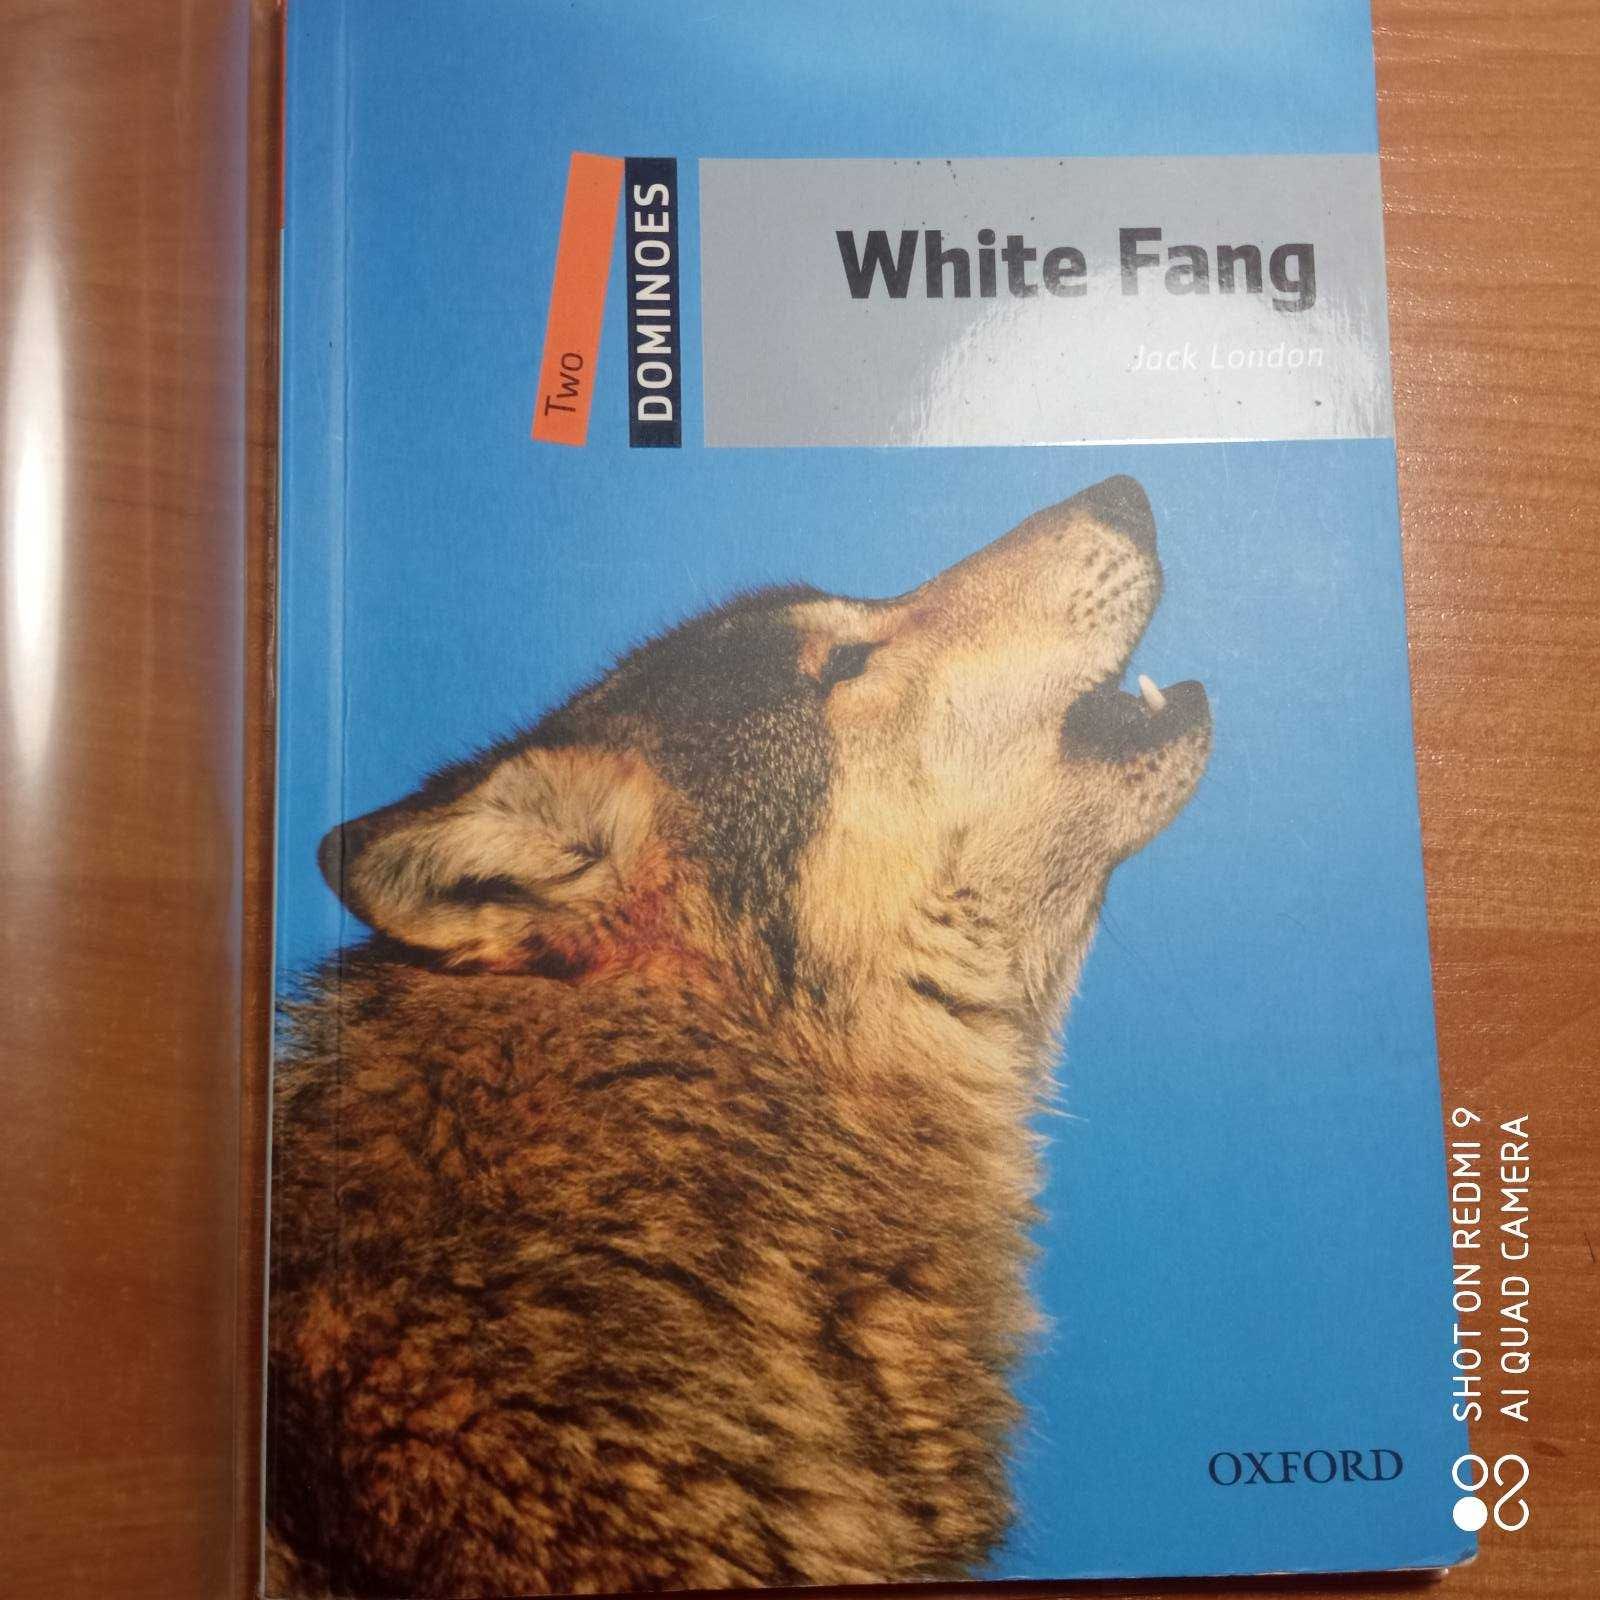 Two
DOMINOES
White Fang
Jack London
OXFORD
SHOT ON REDMI 9
AI QUAD CAMERA